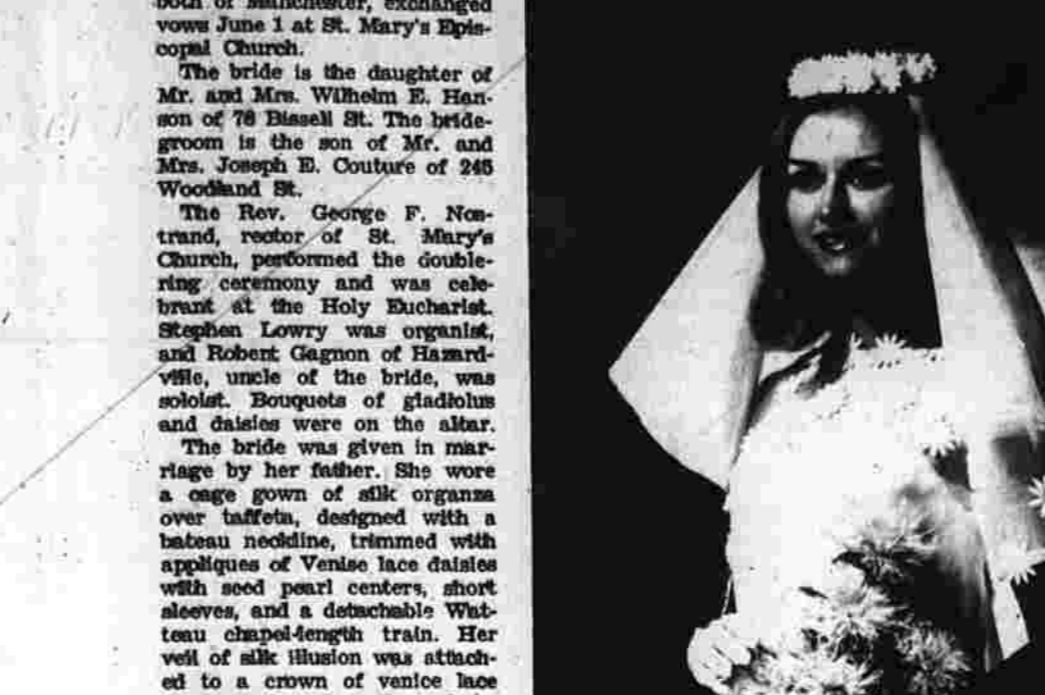 both of Manchester, exchanged
vows June 1 at St. Mary's Epis-
copal Church.
The bride is the daughter of
Mr. and Mrs. Wilhelm E. Han-
son of 78 Bissell St. The bride-
groom is the son of Mr. and
Mrs. Joseph E. Couture of 245
Woodland St.
The Rev. George F. Nos-
trand, rector of St. Mary's
Church, performed the double-
ring ceremony and was cele-
brant at the Holy Eucharist.
Stephen Lowry was organist,
and Robert Gagnon of Hazard-
ville, uncle of the bride, was
soloist. Bouquets of gladiolus
and daisies were on the altar.
The bride was given in mar-
riage by her father. She wore
a cage gown of silk organza
over taffeta, designed with a
bateau neckline, trimmed with
appliques of Venise lace daisies
with seed pearl centers, short
sleeves, and a detachable Wat-
teau chapel-length train. Her
veil of silk illusion was attach-
ed to a crown of venice lace